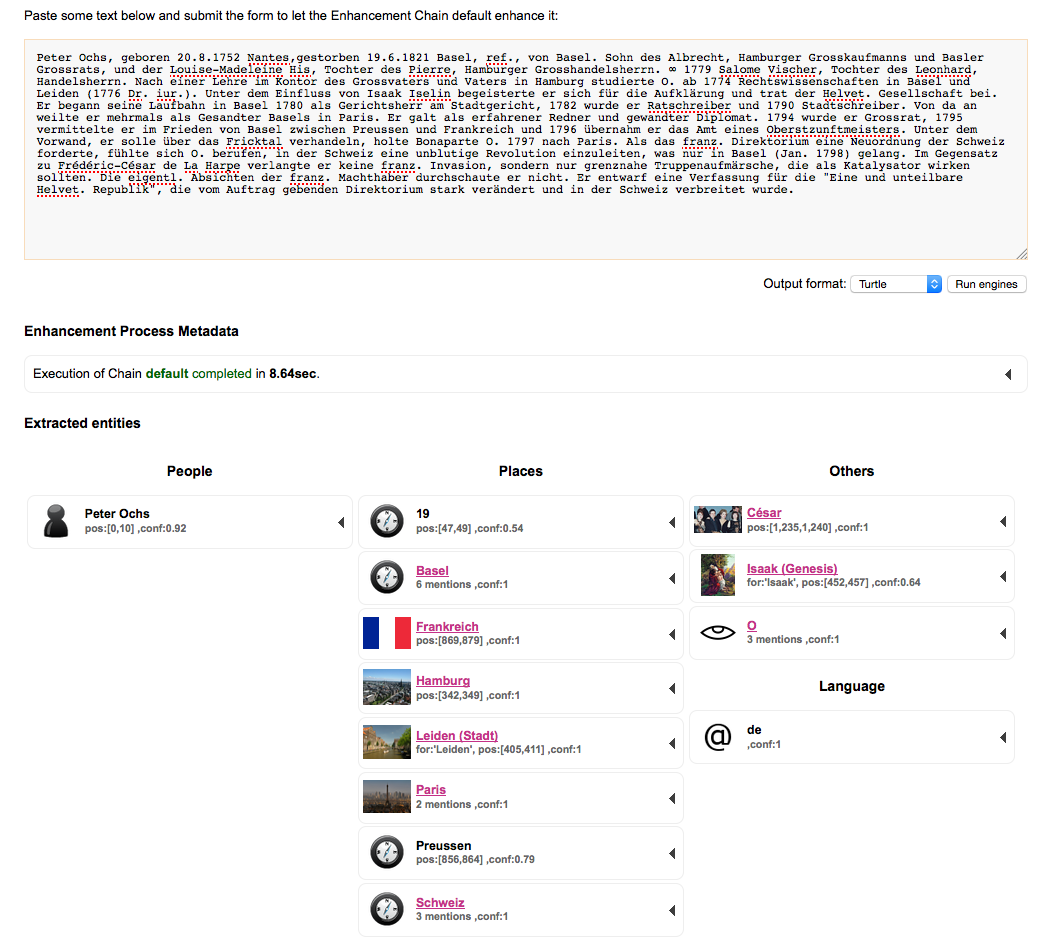 Paste some text below and submit the form to let the Enhancement Chain default enhance it:
Peter Ochs, geboren 20.8.1752 Nantes,gestorben 19.6.1821 Basel, ref., von Basel. Sohn des Albrecht, Hamburger Grosskaufmanns und Basler
Grossrats, und der Louise-Madeleine His, Tochter des Pierre, Hamburger Grosshandelsherrn. ∞ 1779 Salome Vischer, Tochter des Leonhard,
Handelsherrn. Nach einer Lehre im Kontor des Grossvaters und Vaters in Hamburg studierte O. ab 1774 Rechtswissenschaften in Basel und
Leiden (1776 Dr. iur.). Unter dem Einfluss von Isaak Iselin begeisterte er sich für die Aufklärung und trat der Helvet. Gesellschaft bei.
Er begann seine Laufbahn in Basel 1780 als Gerichtsherr am Stadtgericht, 1782 wurde er Ratschreiber und 1790 Stadtschreiber. Von da an
weilte er mehrmals als Gesandter Basels in Paris. Er galt als erfahrener Redner und gewandter Diplomat. 1794 wurde er Grossrat, 1795
vermittelte er im Frieden von Basel zwischen Preussen und Frankreich und 1796 übernahm er das Amt eines Oberstzunftmeisters. Unter dem
Vorwand, er solle über das Fricktal verhandeln, holte Bonaparte O. 1797 nach Paris. Als das franz. Direktorium eine Neuordnung der Schweiz
forderte, fühlte sich O. berufen, in der Schweiz eine unblutige Revolution einzuleiten, was nur in Basel (Jan. 1798) gelang. Im Gegensatz
zu Frédéric-César de La Harpe verlangte er keine franz. Invasion, sondern nur grenznahe Truppenaufmärsche, die als Katalysator wirken
sollten. Die eigentl. Absichten der franz. Machthaber durchschaute er nicht. Er entwarf eine Verfassung für die "Eine und unteilbare
Helvet. Republik", die vom Auftrag gebenden Direktorium stark verändert und in der Schweiz verbreitet wurde.
Output format: Turtle Run engines
Enhancement Process Metadata
Execution of Chain default completed in 8.64sec.
Extracted entities
People
Peter Ochs
pos:[0,10] ,conf:0.92
Places
19
pos:[47,49] ,conf:0.54
Basel
6 mentions ,conf:1
Frankreich
pos:[869,879] ,conf:1
Hamburg
pos:[342,349] ,conf:1
Leiden (Stadt)
for:'Leiden', pos:[405,411] ,conf:1
Paris
2 mentions ,conf:1
Preussen
pos:[856,864] ,conf:0.79
Schweiz
3 mentions ,conf:1
Others
César
pos:[1,235,1,240] ,conf:1
Isaak (Genesis)
for:'Isaak', pos:[452,457] ,conf:0.64
O
3 mentions ,conf:1
Language
@
de
,conf:1